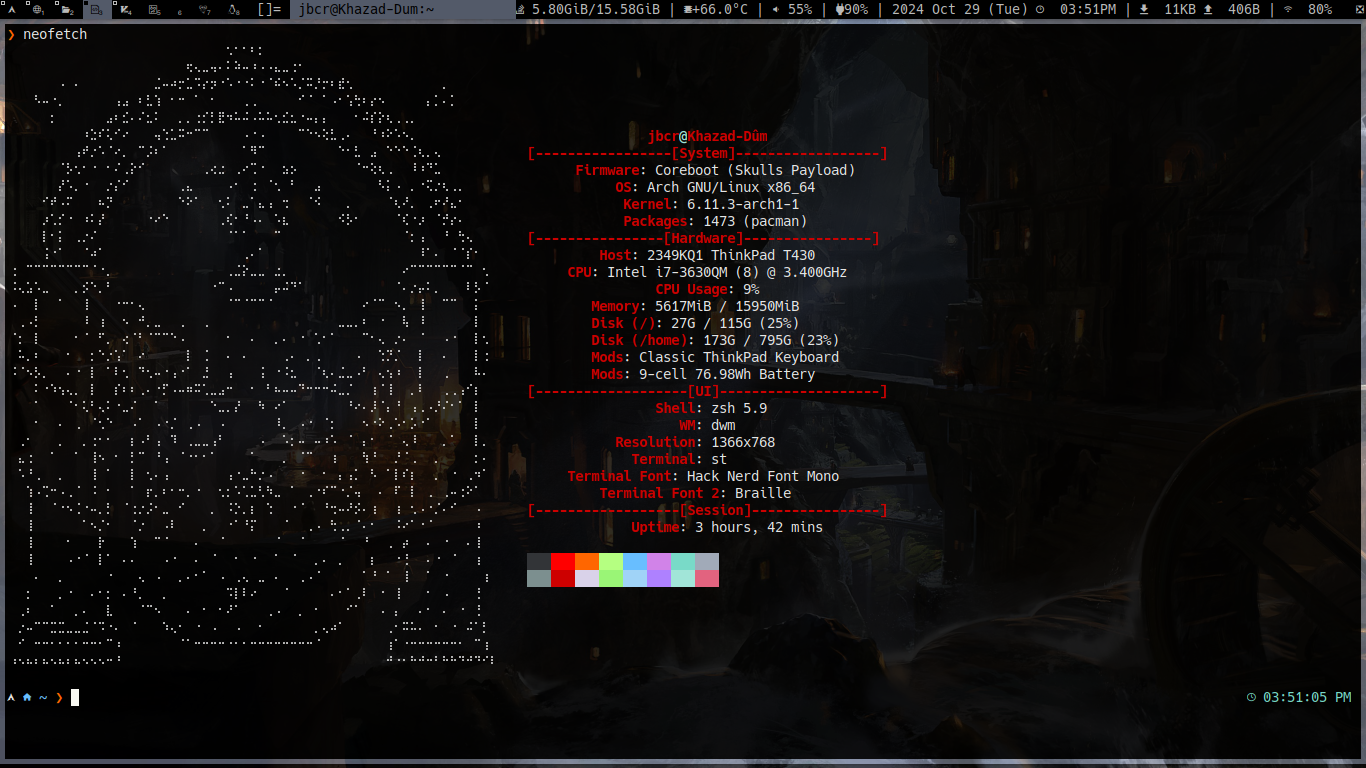 []= jbcr@Khazad-Dum:~ 5.80GiB/15.58GiB | +66.0°C | 55% | 90% | 2024 Oct 29 (Tue) 03:51PM | 11KB 406B | 80%
❯ neofetch
jbcr@Khazad-Dûm
[-----------------[System]------------------]
Firmware: Coreboot (Skulls Payload)
OS: Arch GNU/Linux x86_64
Kernel: 6.11.3-arch1-1
Packages: 1473 (pacman)
[----------------[Hardware]----------------]
Host: 2349KQ1 ThinkPad T430
CPU: Intel i7-3630QM (8) @ 3.400GHz
CPU Usage: 9%
Memory: 5617MiB / 15950MiB
Disk (/): 27G / 115G (25%)
Disk (/home): 173G / 795G (23%)
Mods: Classic ThinkPad Keyboard
Mods: 9-cell 76.98Wh Battery
[-------------------[UI]--------------------]
Shell: zsh 5.9
WM: dwm
Resolution: 1366x768
Terminal: st
Terminal Font: Hack Nerd Font Mono
Terminal Font 2: Braille
[------------------[Session]----------------]
Uptime: 3 hours, 42 mins
~ ❯ 03:51:05 PM